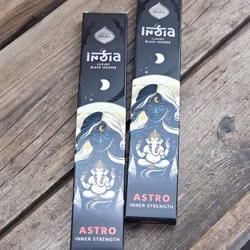 India
LUXURY
BLACK INCENSE
ASTRO
INNER STRENGTH
India
LUXURY
BLACK INCENSE
ASTRO
INNER STRENGTH